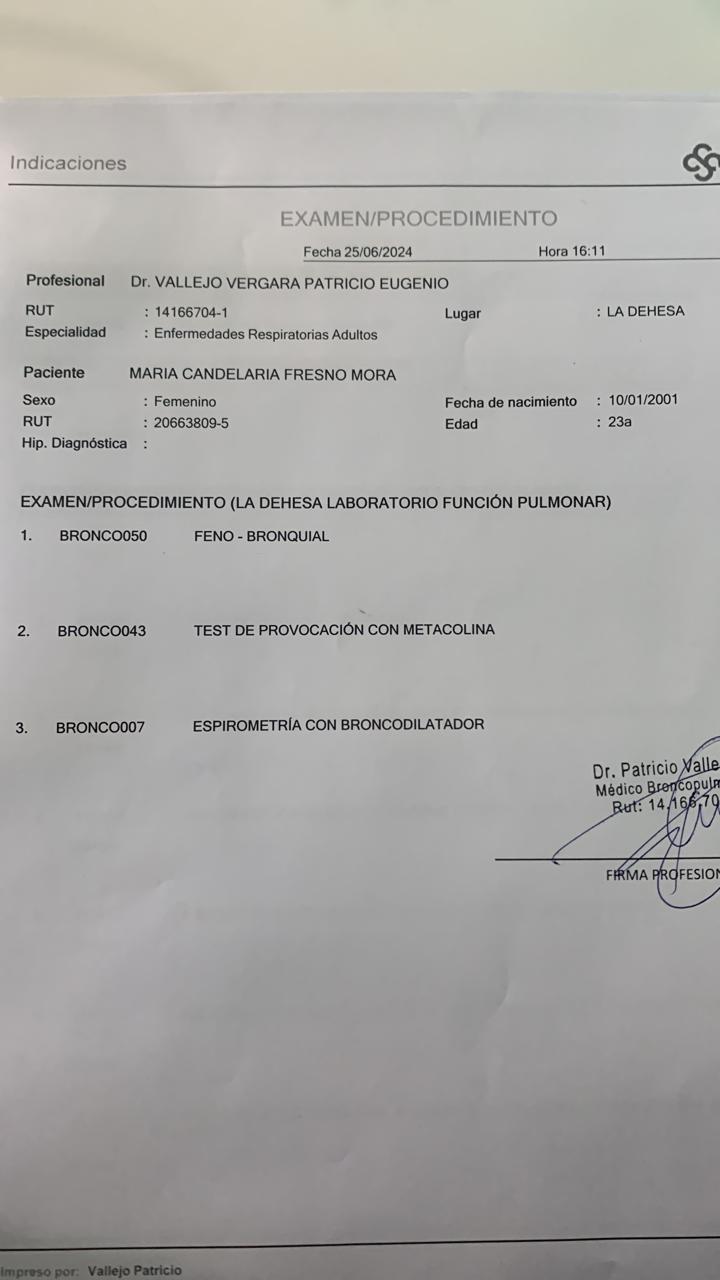 Indicaciones
EXAMEN/PROCEDIMIENTO
Fecha 25/06/2024 Hora 16:11
Profesional Dr. VALLEJO VERGARA PATRICIO EUGENIO
RUT : 14166704-1 Lugar : LA DEHESA
Especialidad : Enfermedades Respiratorias Adultos
Paciente MARIA CANDELARIA FRESNO MORA
Sexo : Femenino Fecha de nacimiento : 10/01/2001
RUT : 20663809-5 Edad : 23a
Hip. Diagnóstica :
EXAMEN/PROCEDIMIENTO (LA DEHESA LABORATORIO FUNCIÓN PULMONAR)
1. BRONCO050 FENO - BRONQUIAL
2. BRONCO043 TEST DE PROVOCACIÓN CON METACOLINA
3. BRONCO007 ESPIROMETRÍA CON BRONCODILATADOR
Dr. Patricio Valle
Médico Broncopulm
Rut: 14.166.70
FIRMA PROFESION
Impreso por: Vallejo Patricio